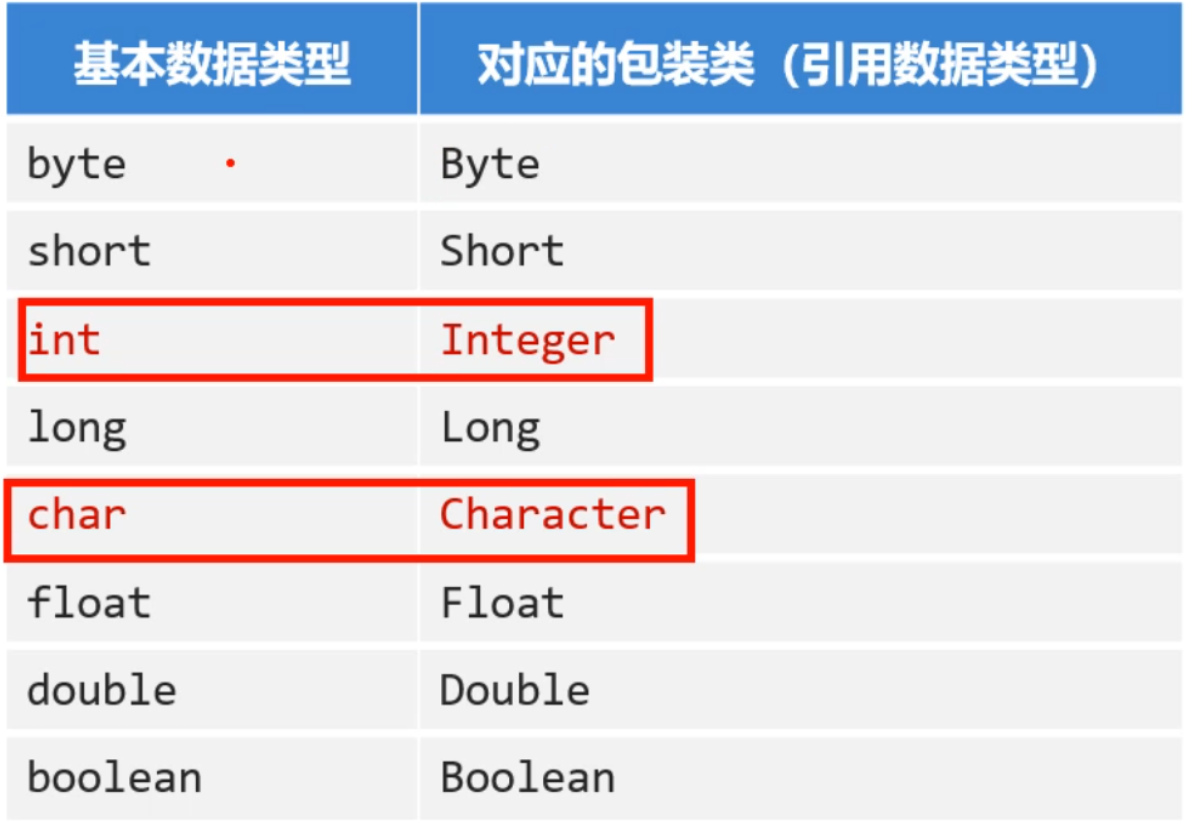 基本数据类型 对应的包装类（引用数据类型）
byte Byte
short Short
int Integer
long Long
char Character
float Float
double Double
boolean Boolean